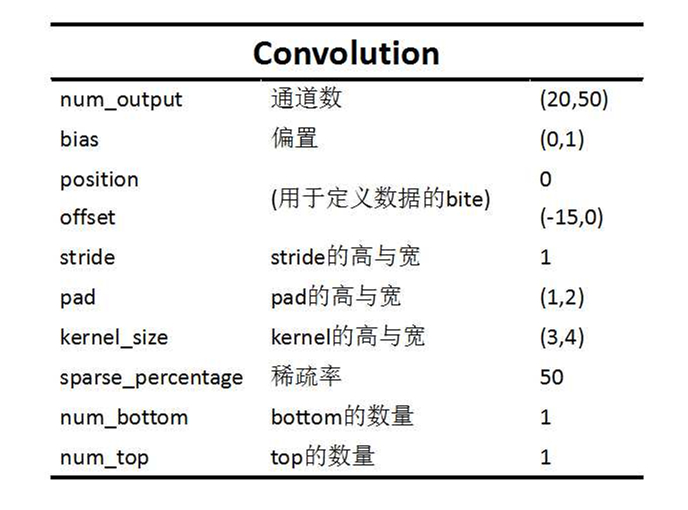 Convolution
num_output 通道数 (20,50)
bias 偏置 (0,1)
position 0
(用于定义数据的bite)
offset (-15,0)
stride stride的高与宽 1
pad pad的高与宽 (1,2)
kernel_size kernel的高与宽 (3,4)
sparse_percentage 稀疏率 50
num_bottom bottom的数量 1
num_top top的数量 1